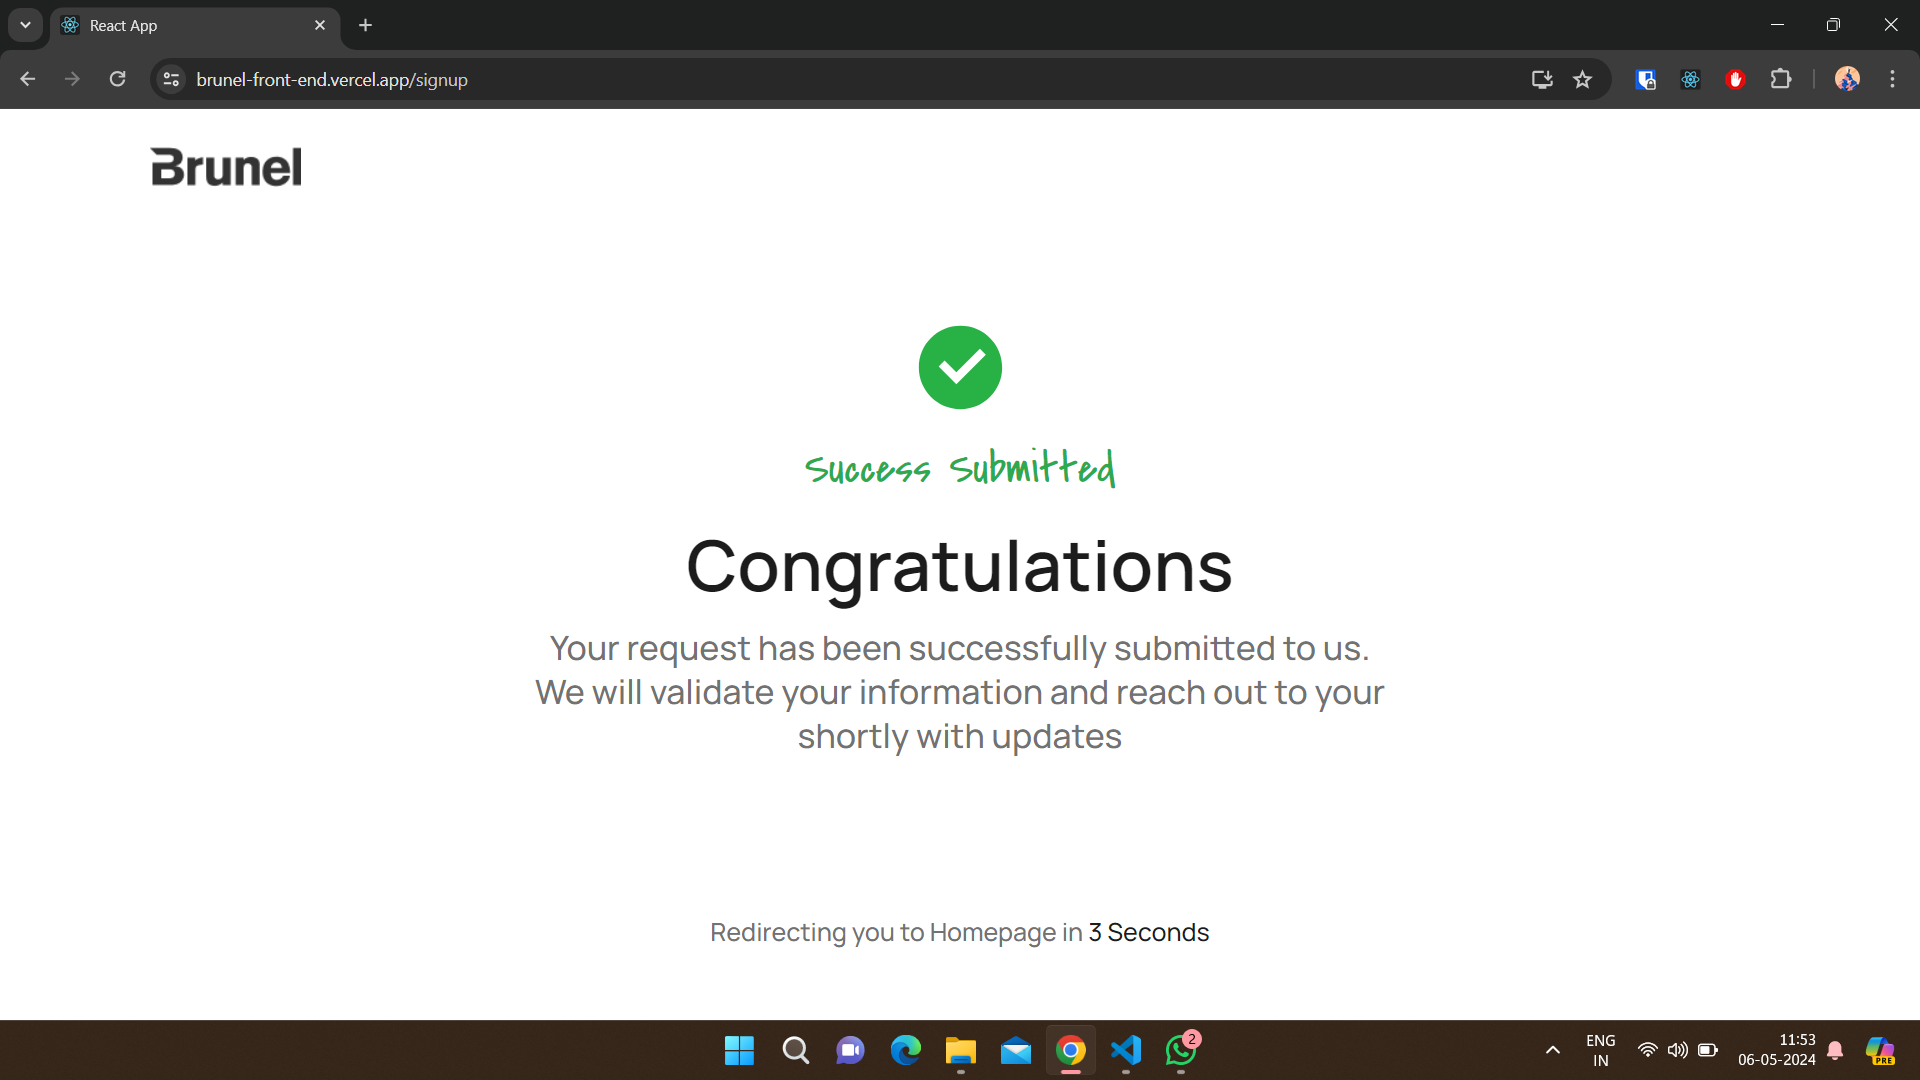 React App
brunel-front-end.vercel.app/signup
Brunel
Success Submitted
Congratulations
Your request has been successfully submitted to us.
We will validate your information and reach out to your
shortly with updates
Redirecting you to Homepage in 3 Seconds
2
ENG
IN
11:53
06-05-2024
PRE